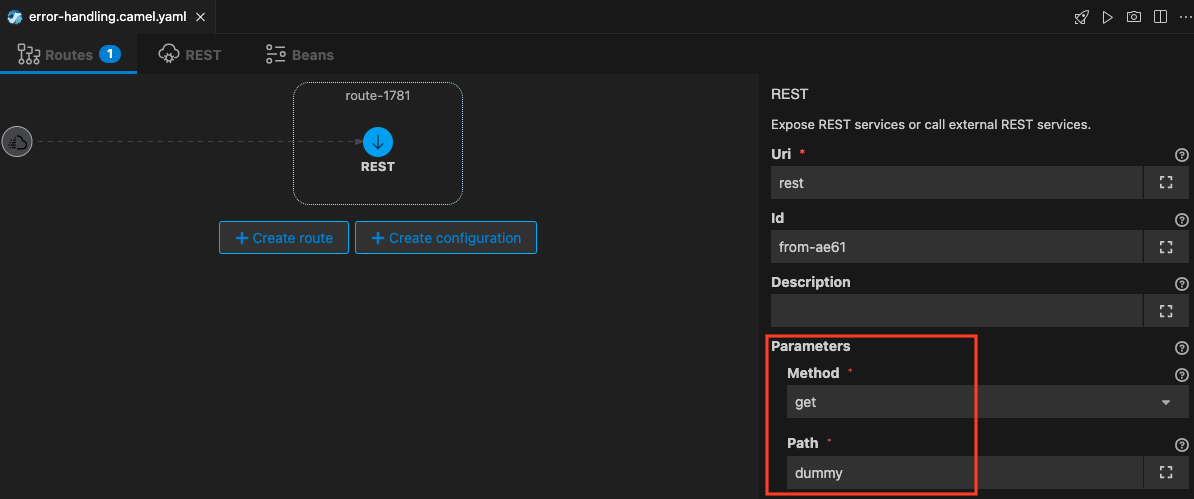 error-handling.camel.yaml
Routes 1 REST Beans
route-1781
REST
Create route Create configuration
REST
Expose REST services or call external REST services.
Uri *
rest
Id
from-ae61
Description
Parameters
Method *
get
Path *
dummy